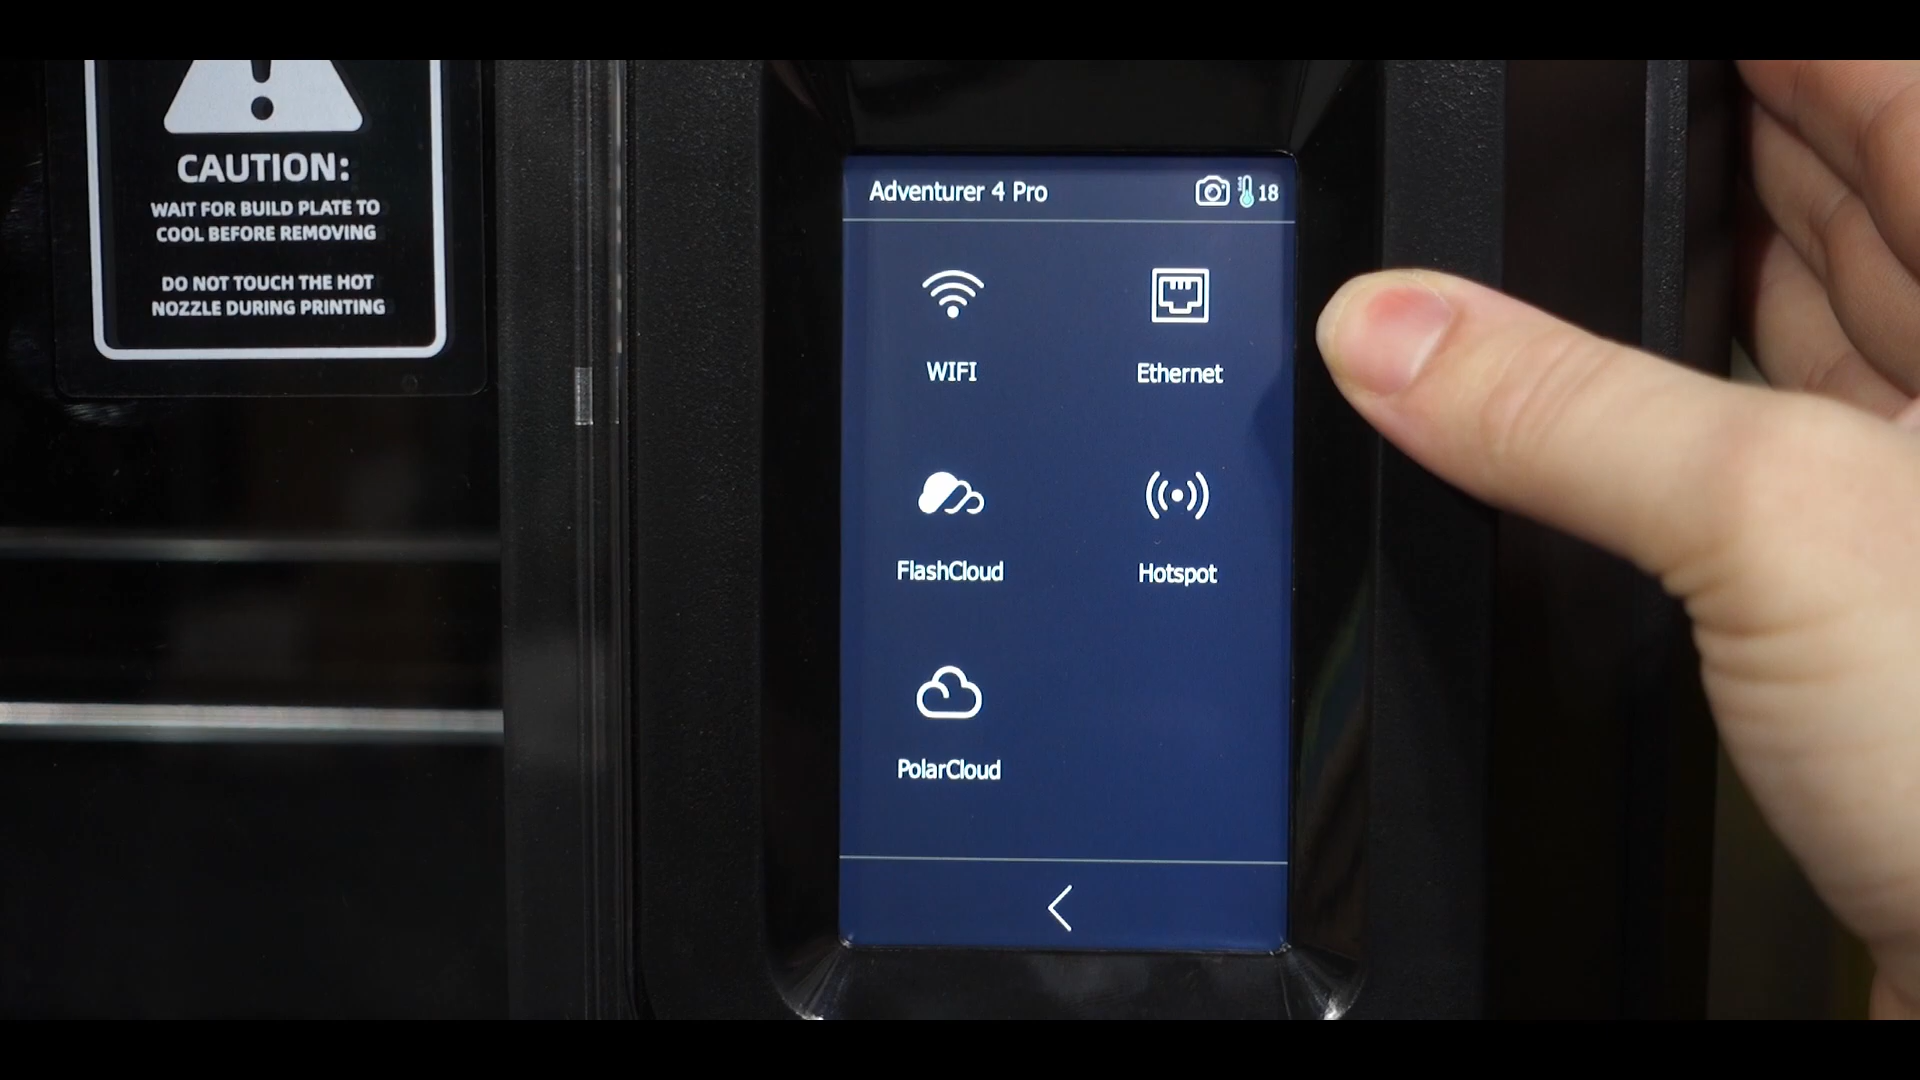 CAUTION:
WAIT FOR BUILD PLATE TO
COOL BEFORE REMOVING
DO NOT TOUCH THE HOT
NOZZLE DURING PRINTING
Adventurer 4 Pro
18
WIFI
Ethernet
FlashCloud
Hotspot
PolarCloud